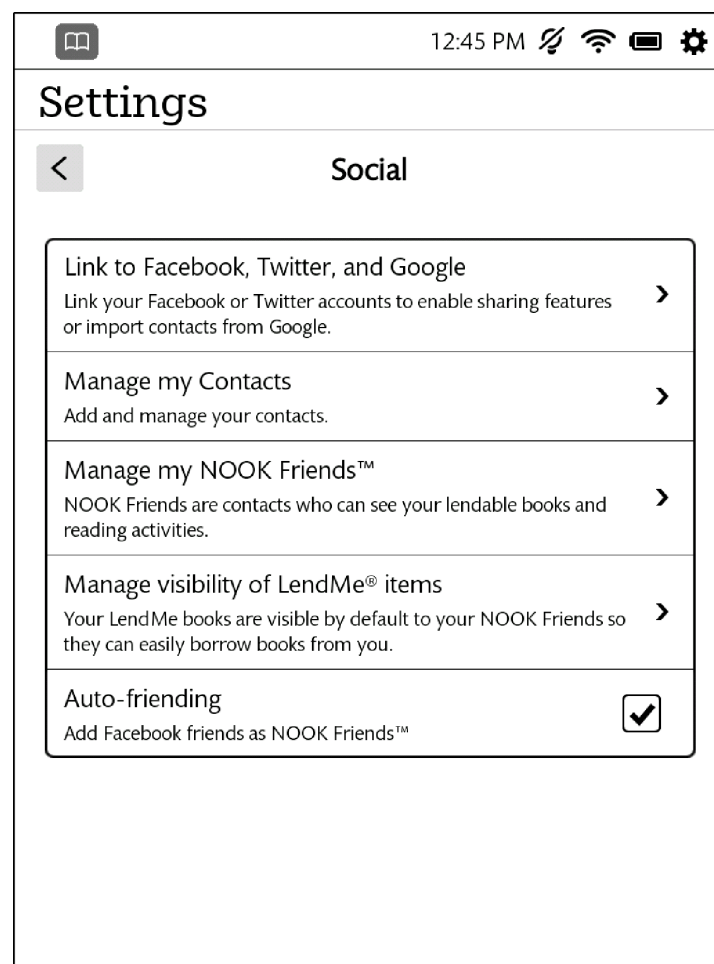 12:45 PM
Settings
Social
Link to Facebook, Twitter, and Google
Link your Facebook or Twitter accounts to enable sharing features
or import contacts from Google.
Manage my Contacts
Add and manage your contacts.
Manage my NOOK Friends™
NOOK Friends are contacts who can see your lendable books and
reading activities.
Manage visibility of LendMe® items
Your LendMe books are visible by default to your NOOK Friends so
they can easily borrow books from you.
Auto-friending
Add Facebook friends as NOOK Friends™